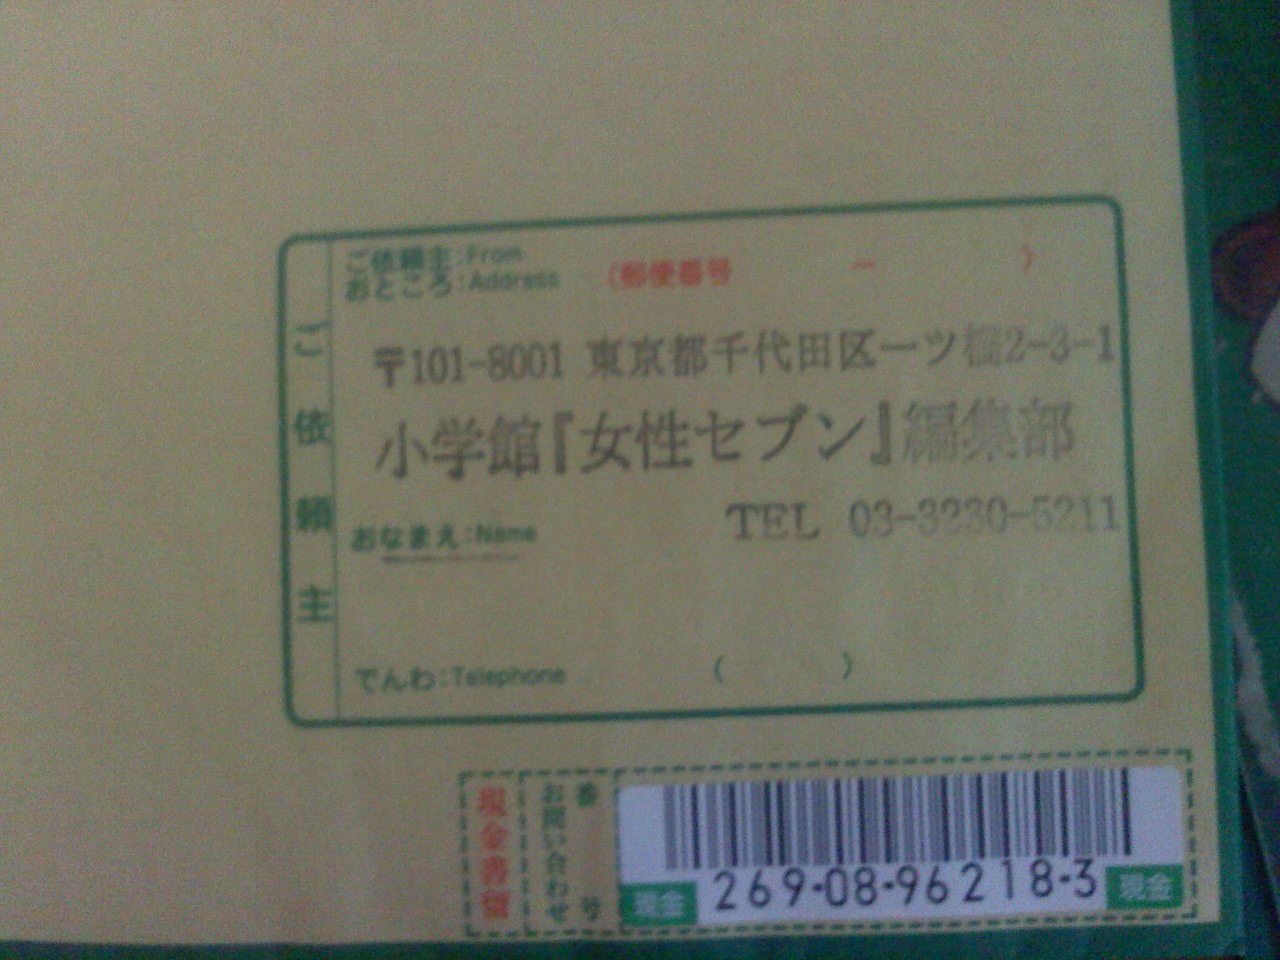 ご依頼主
ご依頼主:From
おところ:Address (郵便番号 - )
〒101-8001 東京都千代田区一ツ橋2-3-1
小学館『女性セブン』編集部
TEL 03-3230-5211
おなまえ:Name
でんわ:Telephone ( )
現金書留
お問い合わせ
番号
現金 269-08-96218-3 現金